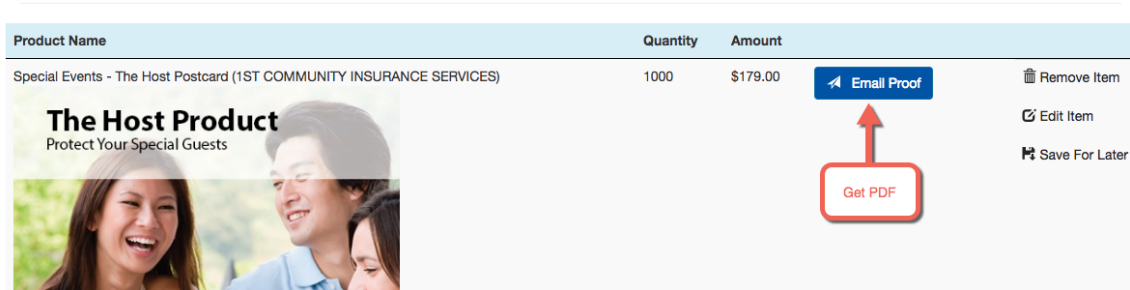 Product Name Quantity Amount
Special Events - The Host Postcard (1ST COMMUNITY INSURANCE SERVICES) 1000 $179.00 Email Proof Remove Item
The Host Product
Protect Your Special Guests
Edit Item
Save For Later
Get PDF